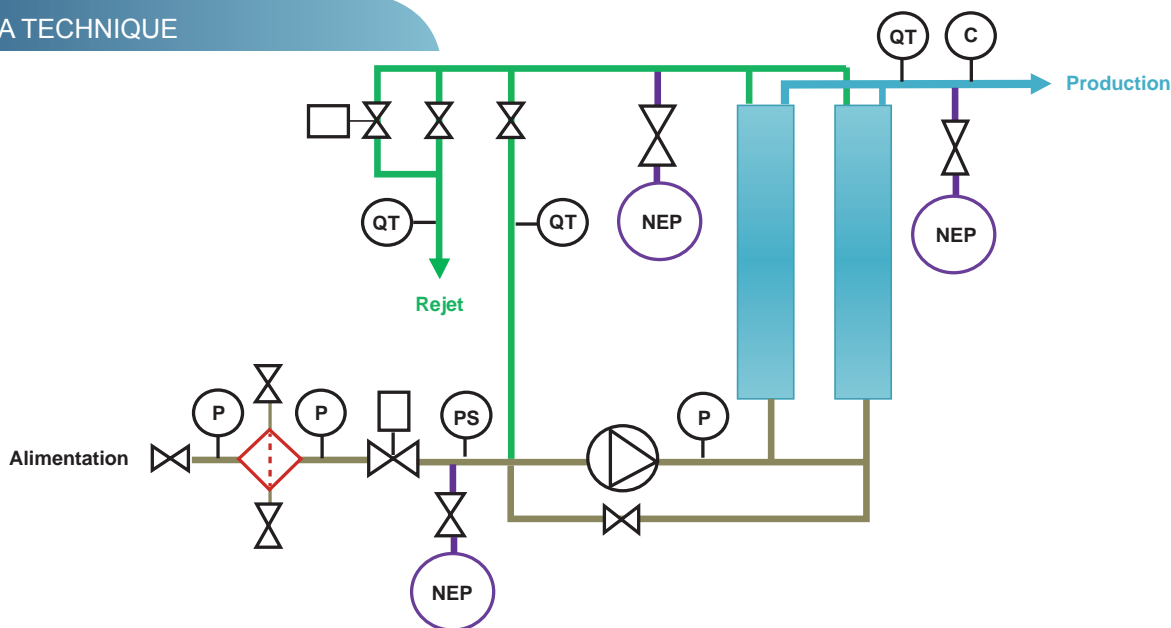 A TECHNIQUE
QT
C
Production
QT
QT
NEP
NEP
Rejet
P
P
PS
P
Alimentation
NEP